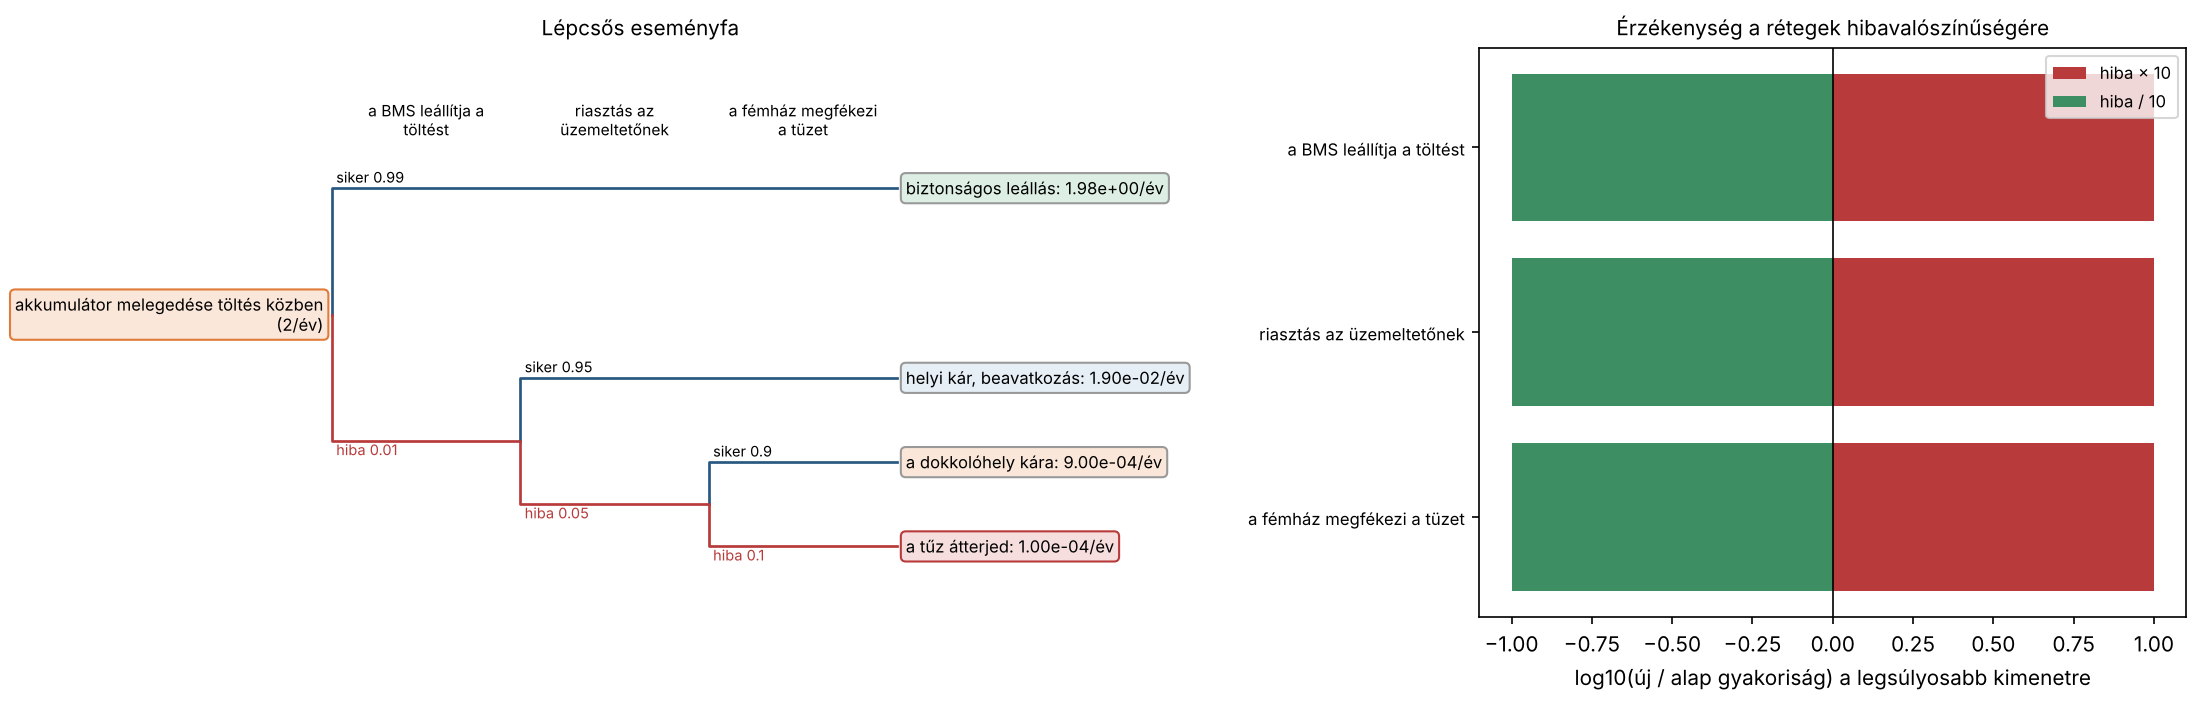 Lépcsős eseményfa
a BMS leállítja a
töltést
riasztás az
üzemeltetőnek
a fémház megfékezi
a tüzet
siker 0.99
biztonságos leállás: 1.98e+00/év
akkumulátor melegedése töltés közben
(2/év)
siker 0.95
helyi kár, beavatkozás: 1.90e-02/év
hiba 0.01
siker 0.9
a dokkolóhely kára: 9.00e-04/év
hiba 0.05
a tűz átterjed: 1.00e-04/év
hiba 0.1
Érzékenység a rétegek hibavalószínűségére
hiba × 10
hiba / 10
a BMS leállítja a töltést
riasztás az üzemeltetőnek
a fémház megfékezi a tüzet
−1.00 −0.75 −0.50 −0.25 0.00 0.25 0.50 0.75 1.00
log10(új / alap gyakoriság) a legsúlyosabb kimenetre